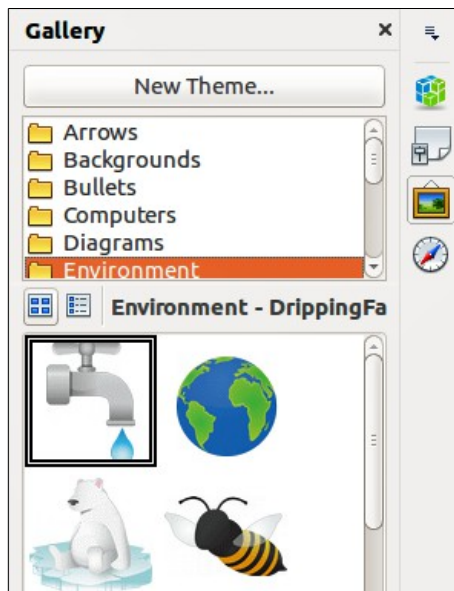 Gallery
New Theme...
Arrows
Backgrounds
Bullets
Computers
Diagrams
Environment
Environment - DrippingFa